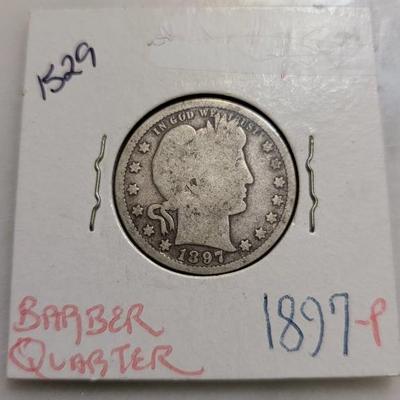 1529
IN GOD WE TRUST
1897
BARBER
QUARTER
1897-P